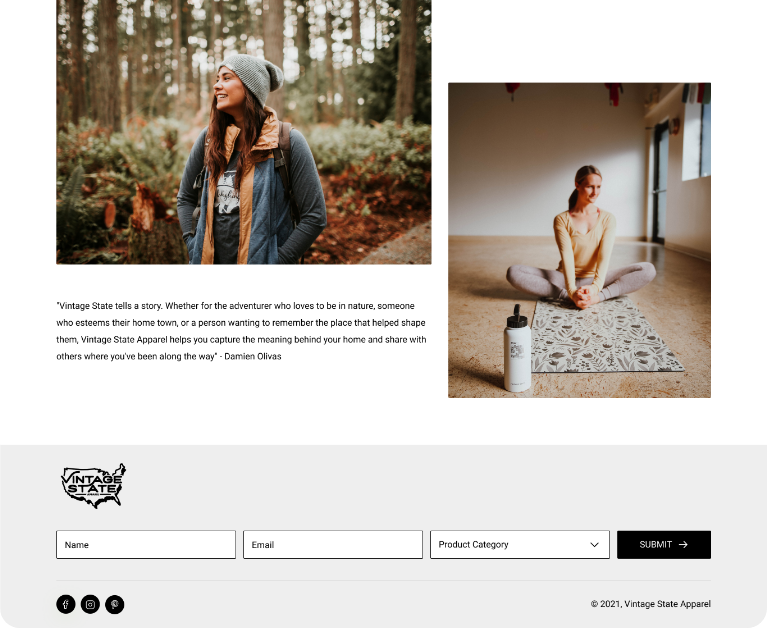 "Vintage State tells a story. Whether for the adventurer who loves to be in nature, someone
who esteems their home town, or a person wanting to remember the place that helped shape
them, Vintage State Apparel helps you capture the meaning behind your home and share with
others where you've been along the way" - Damien Olivas
VINTAGE
STATE
APPAREL
Name
Email
Product Category
SUBMIT
© 2021, Vintage State Apparel